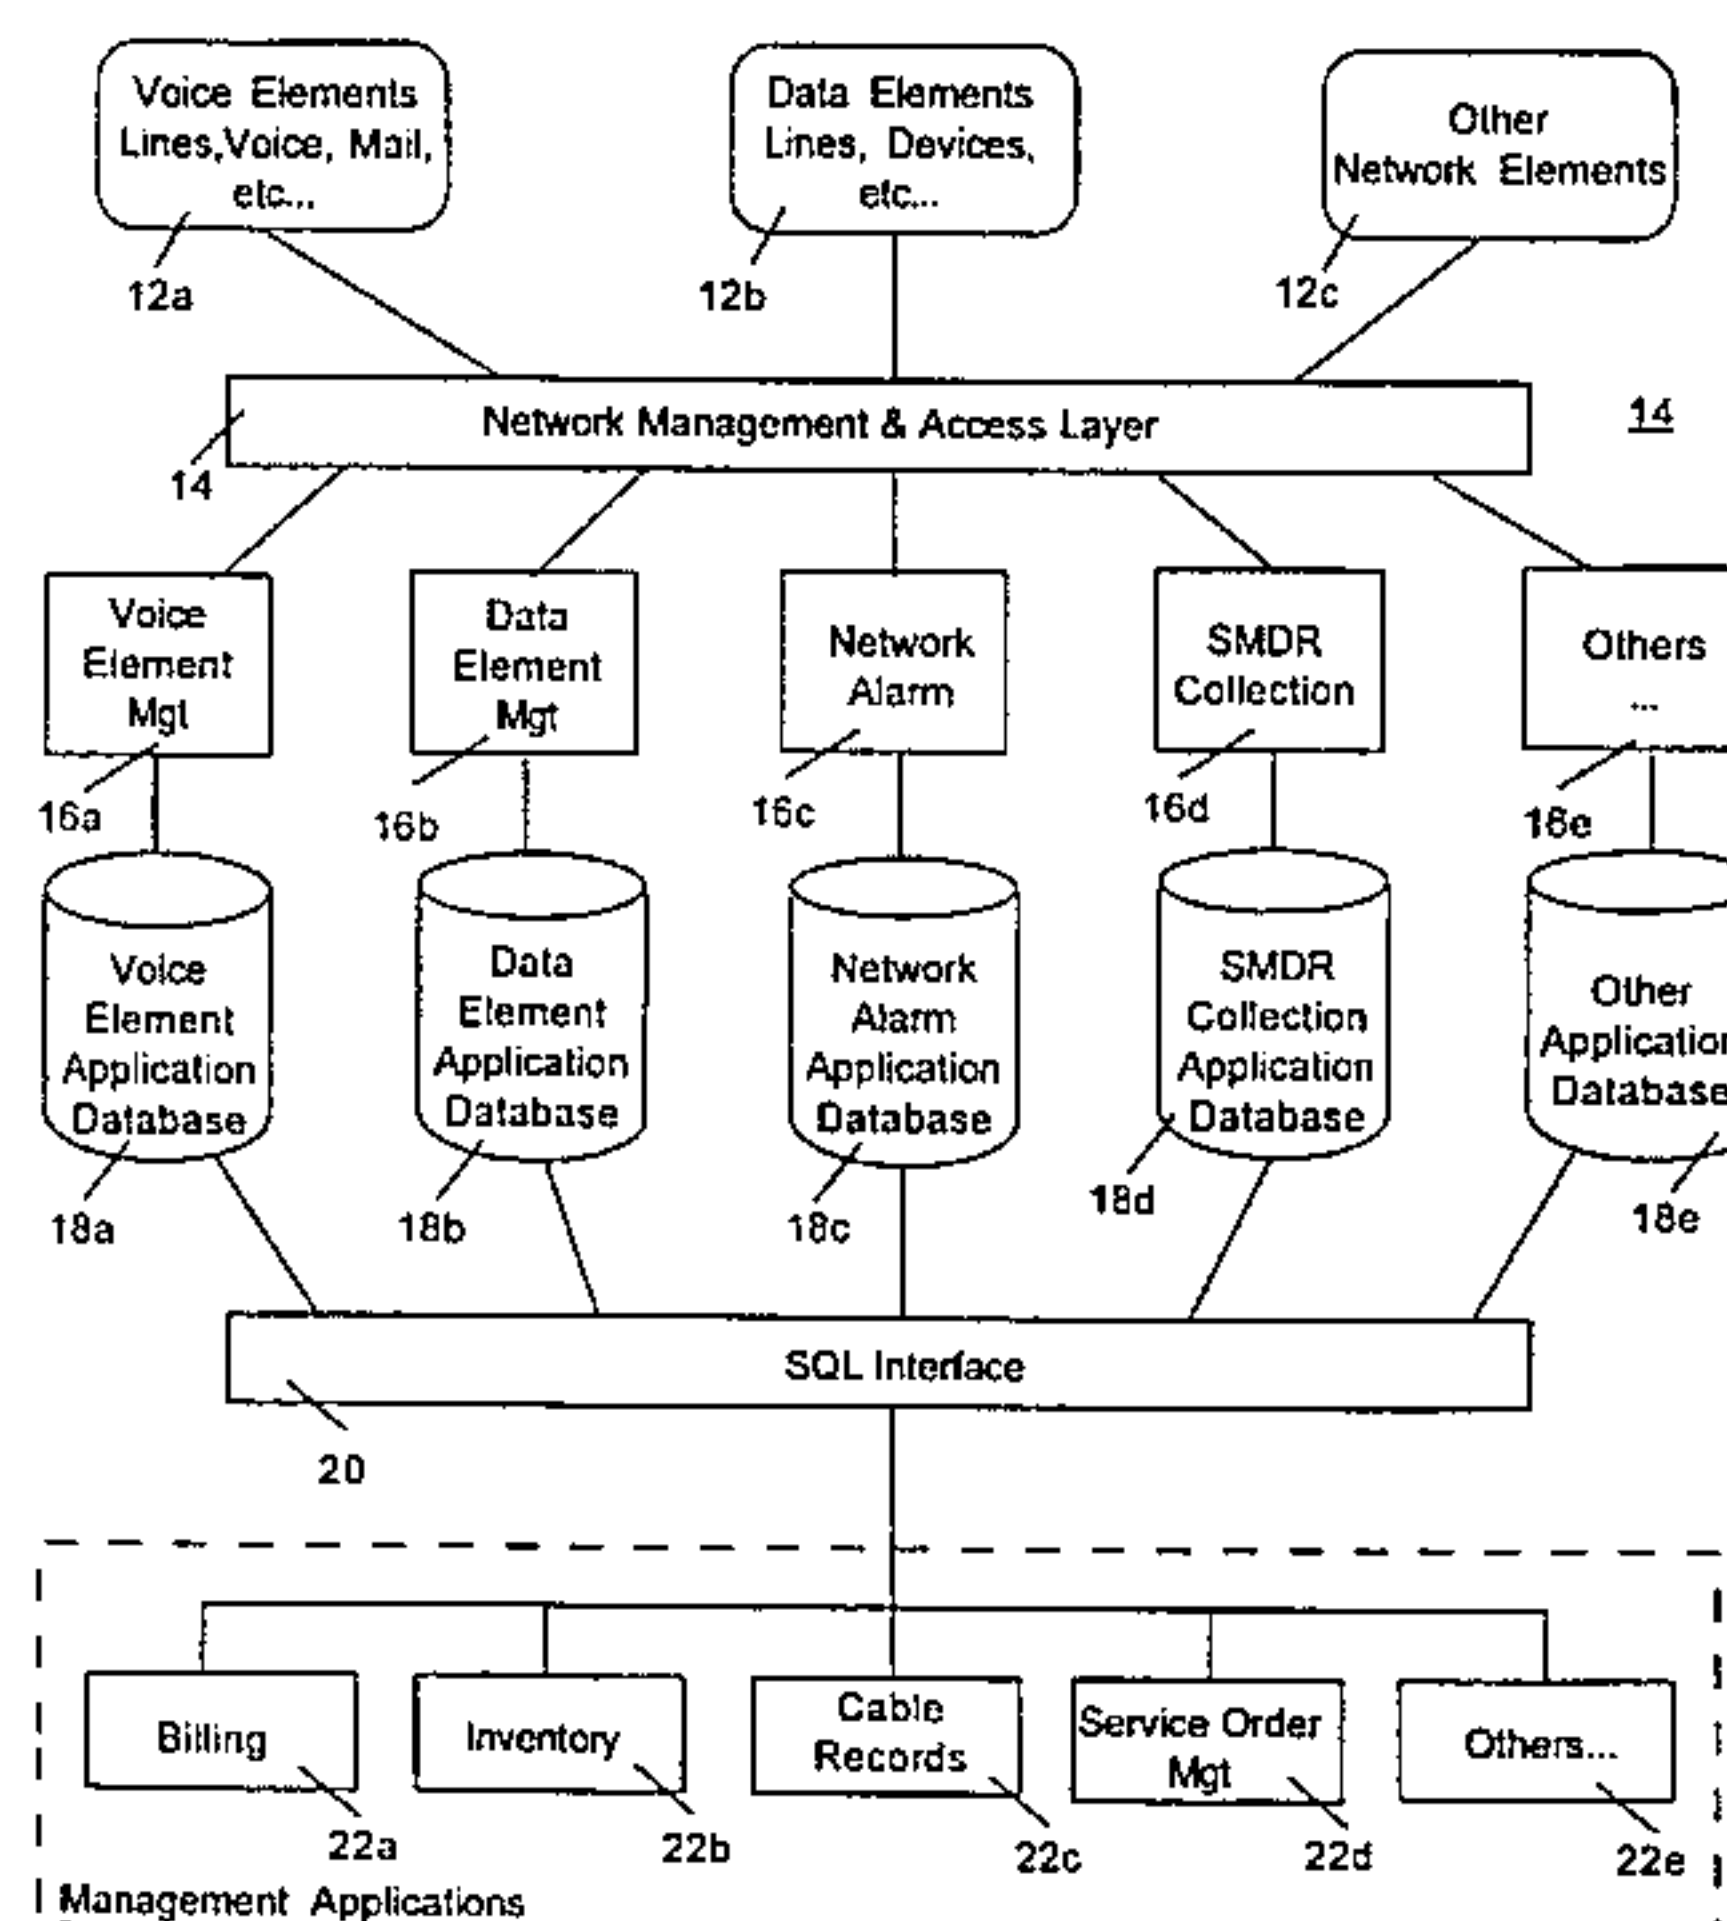 Voice Elements
Lines,Voice, Mail,
etc...
12a
Data Elements
Lines, Devices,
etc...
12b
Other
Network Elements
12c
Network Management & Access Layer
14
14
Voice
Element
Mgt
16a
Data
Element
Mgt
16b
Network
Alarm
16c
SMDR
Collection
16d
Others
...
16e
Voice
Element
Application
Database
18a
Data
Element
Application
Database
18b
Network
Alarm
Application
Database
18c
SMDR
Collection
Application
Database
18d
Other
Application
Database
18e
SQL Interface
20
Billing
22a
Inventory
22b
Cable
Records
22c
Service Order
Mgt
22d
Others...
22e
Management Applications